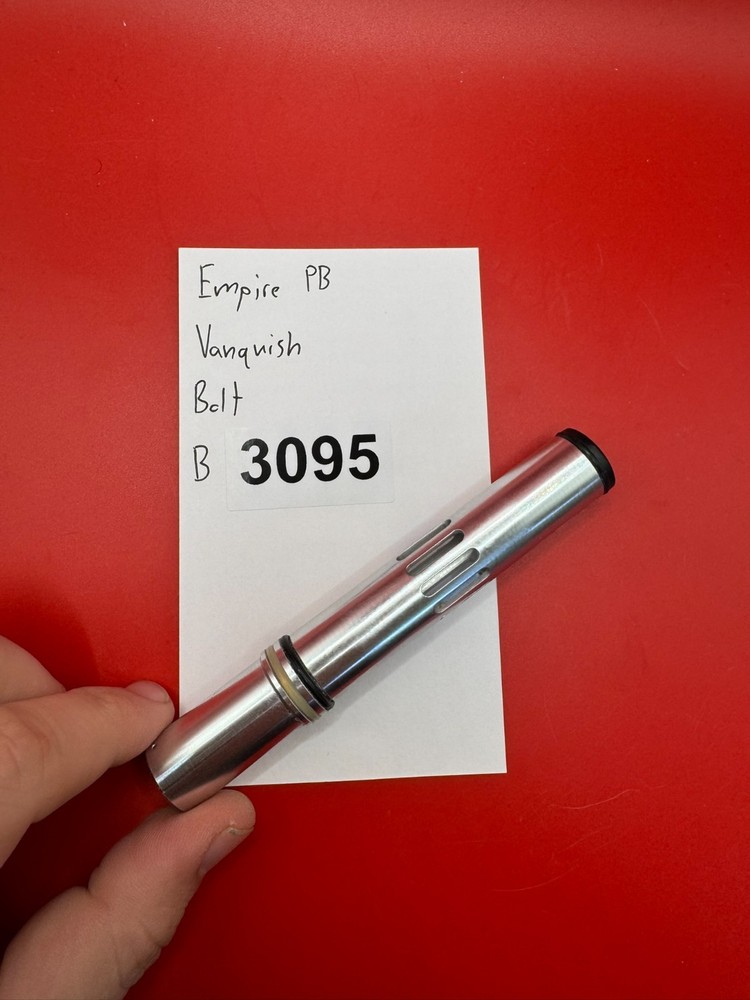 Empire PB
Vanquish
Bolt
B 3095